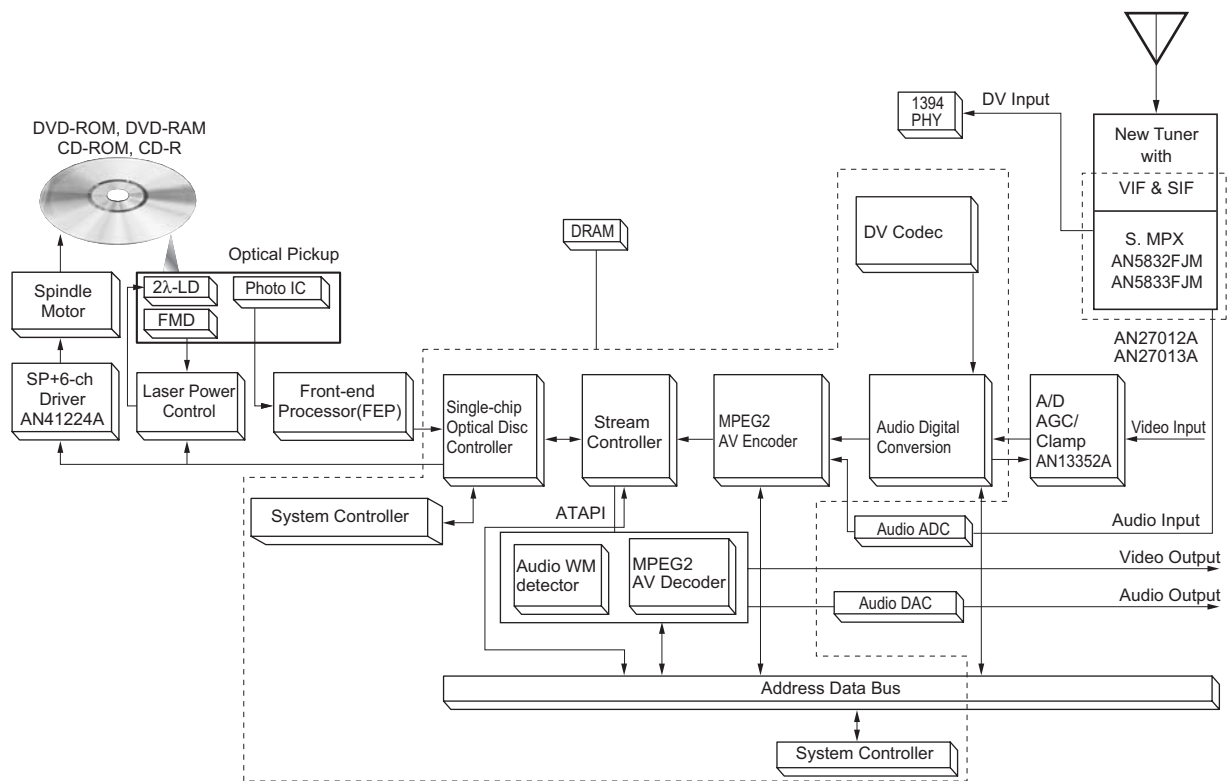 DVD-ROM, DVD-RAM
CD-ROM, CD-R
Optical Pickup
2λ-LD
Photo IC
FMD
Spindle
Motor
SP+6-ch
Driver
AN41224A
Laser Power
Control
Front-end
Processor(FEP)
DRAM
1394
PHY
DV Input
New Tuner
with
VIF & SIF
S. MPX
AN5832FJM
AN5833FJM
AN27012A
AN27013A
DV Codec
Single-chip
Optical Disc
Controller
Stream
Controller
MPEG2
AV Encoder
Audio Digital
Conversion
A/D
AGC/
Clamp
AN13352A
Video Input
System Controller
ATAPI
Audio ADC
Audio Input
Audio WM
detector
MPEG2
AV Decoder
Video Output
Audio DAC
Audio Output
Address Data Bus
System Controller